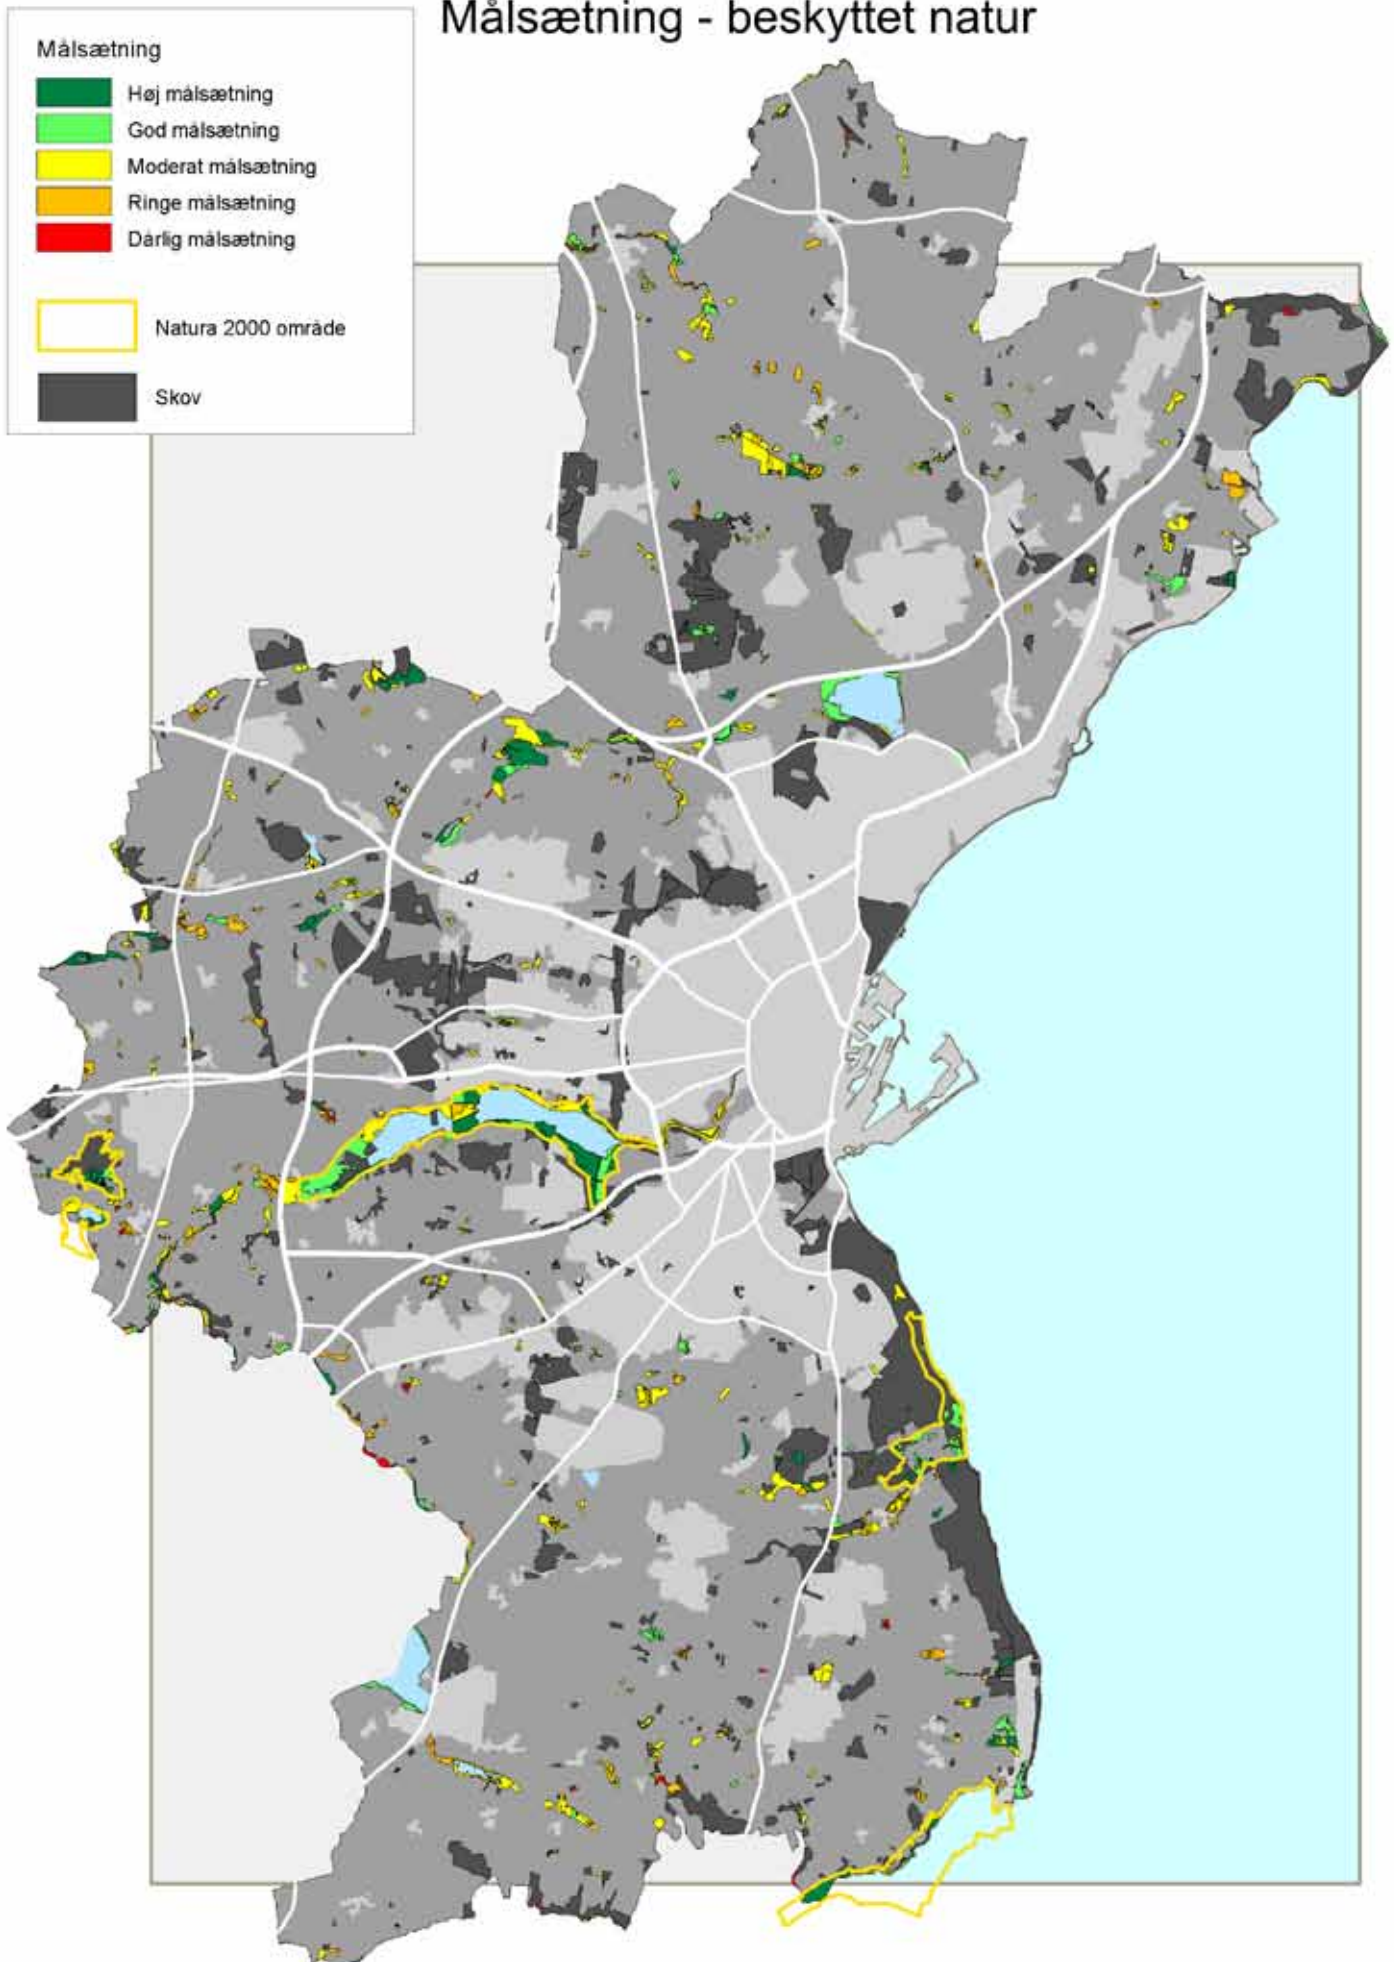 Målsætning - beskyttet natur
Målsætning
Høj målsætning
God målsætning
Moderat målsætning
Ringe målsætning
Dårlig målsætning
Natura 2000 område
Skov